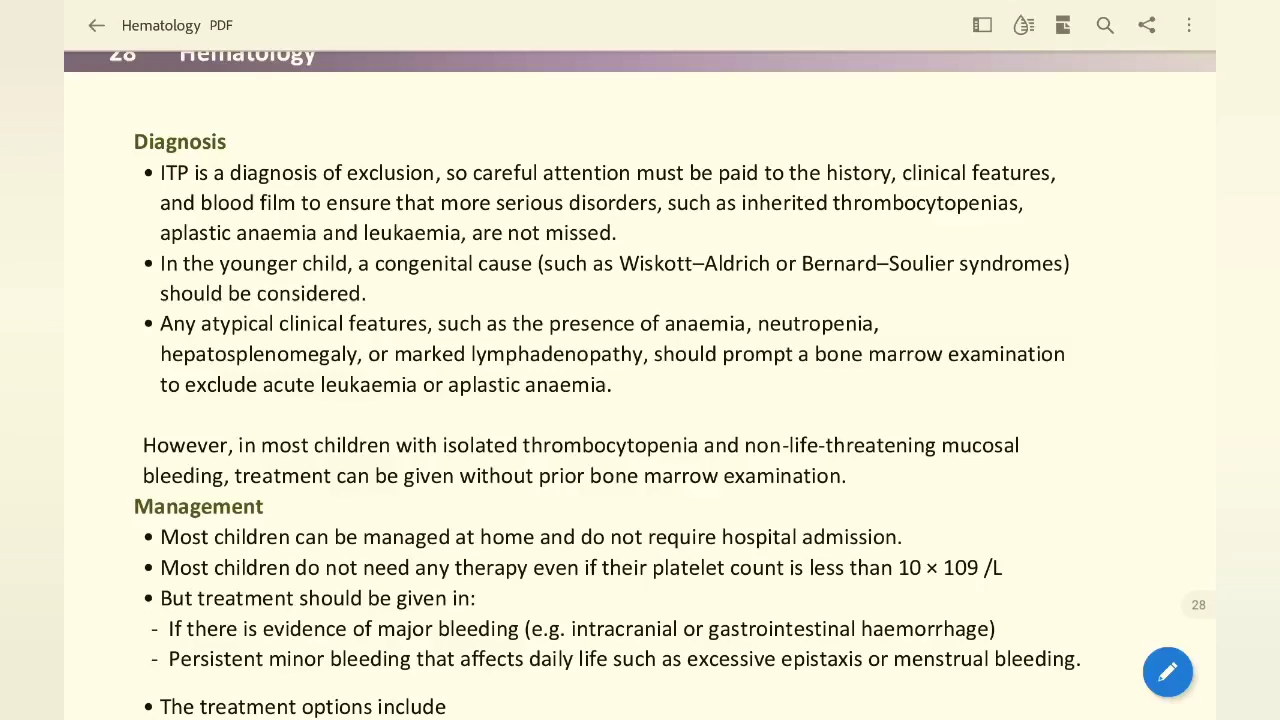 Hematology PDF
28 Hematology
Diagnosis
• ITP is a diagnosis of exclusion, so careful attention must be paid to the history, clinical features,
and blood film to ensure that more serious disorders, such as inherited thrombocytopenias,
aplastic anaemia and leukaemia, are not missed.
• In the younger child, a congenital cause (such as Wiskott–Aldrich or Bernard–Soulier syndromes)
should be considered.
• Any atypical clinical features, such as the presence of anaemia, neutropenia,
hepatosplenomegaly, or marked lymphadenopathy, should prompt a bone marrow examination
to exclude acute leukaemia or aplastic anaemia.
However, in most children with isolated thrombocytopenia and non-life-threatening mucosal
bleeding, treatment can be given without prior bone marrow examination.
Management
• Most children can be managed at home and do not require hospital admission.
• Most children do not need any therapy even if their platelet count is less than 10 × 109 /L
• But treatment should be given in:
- If there is evidence of major bleeding (e.g. intracranial or gastrointestinal haemorrhage)
28
- Persistent minor bleeding that affects daily life such as excessive epistaxis or menstrual bleeding.
• The treatment options include